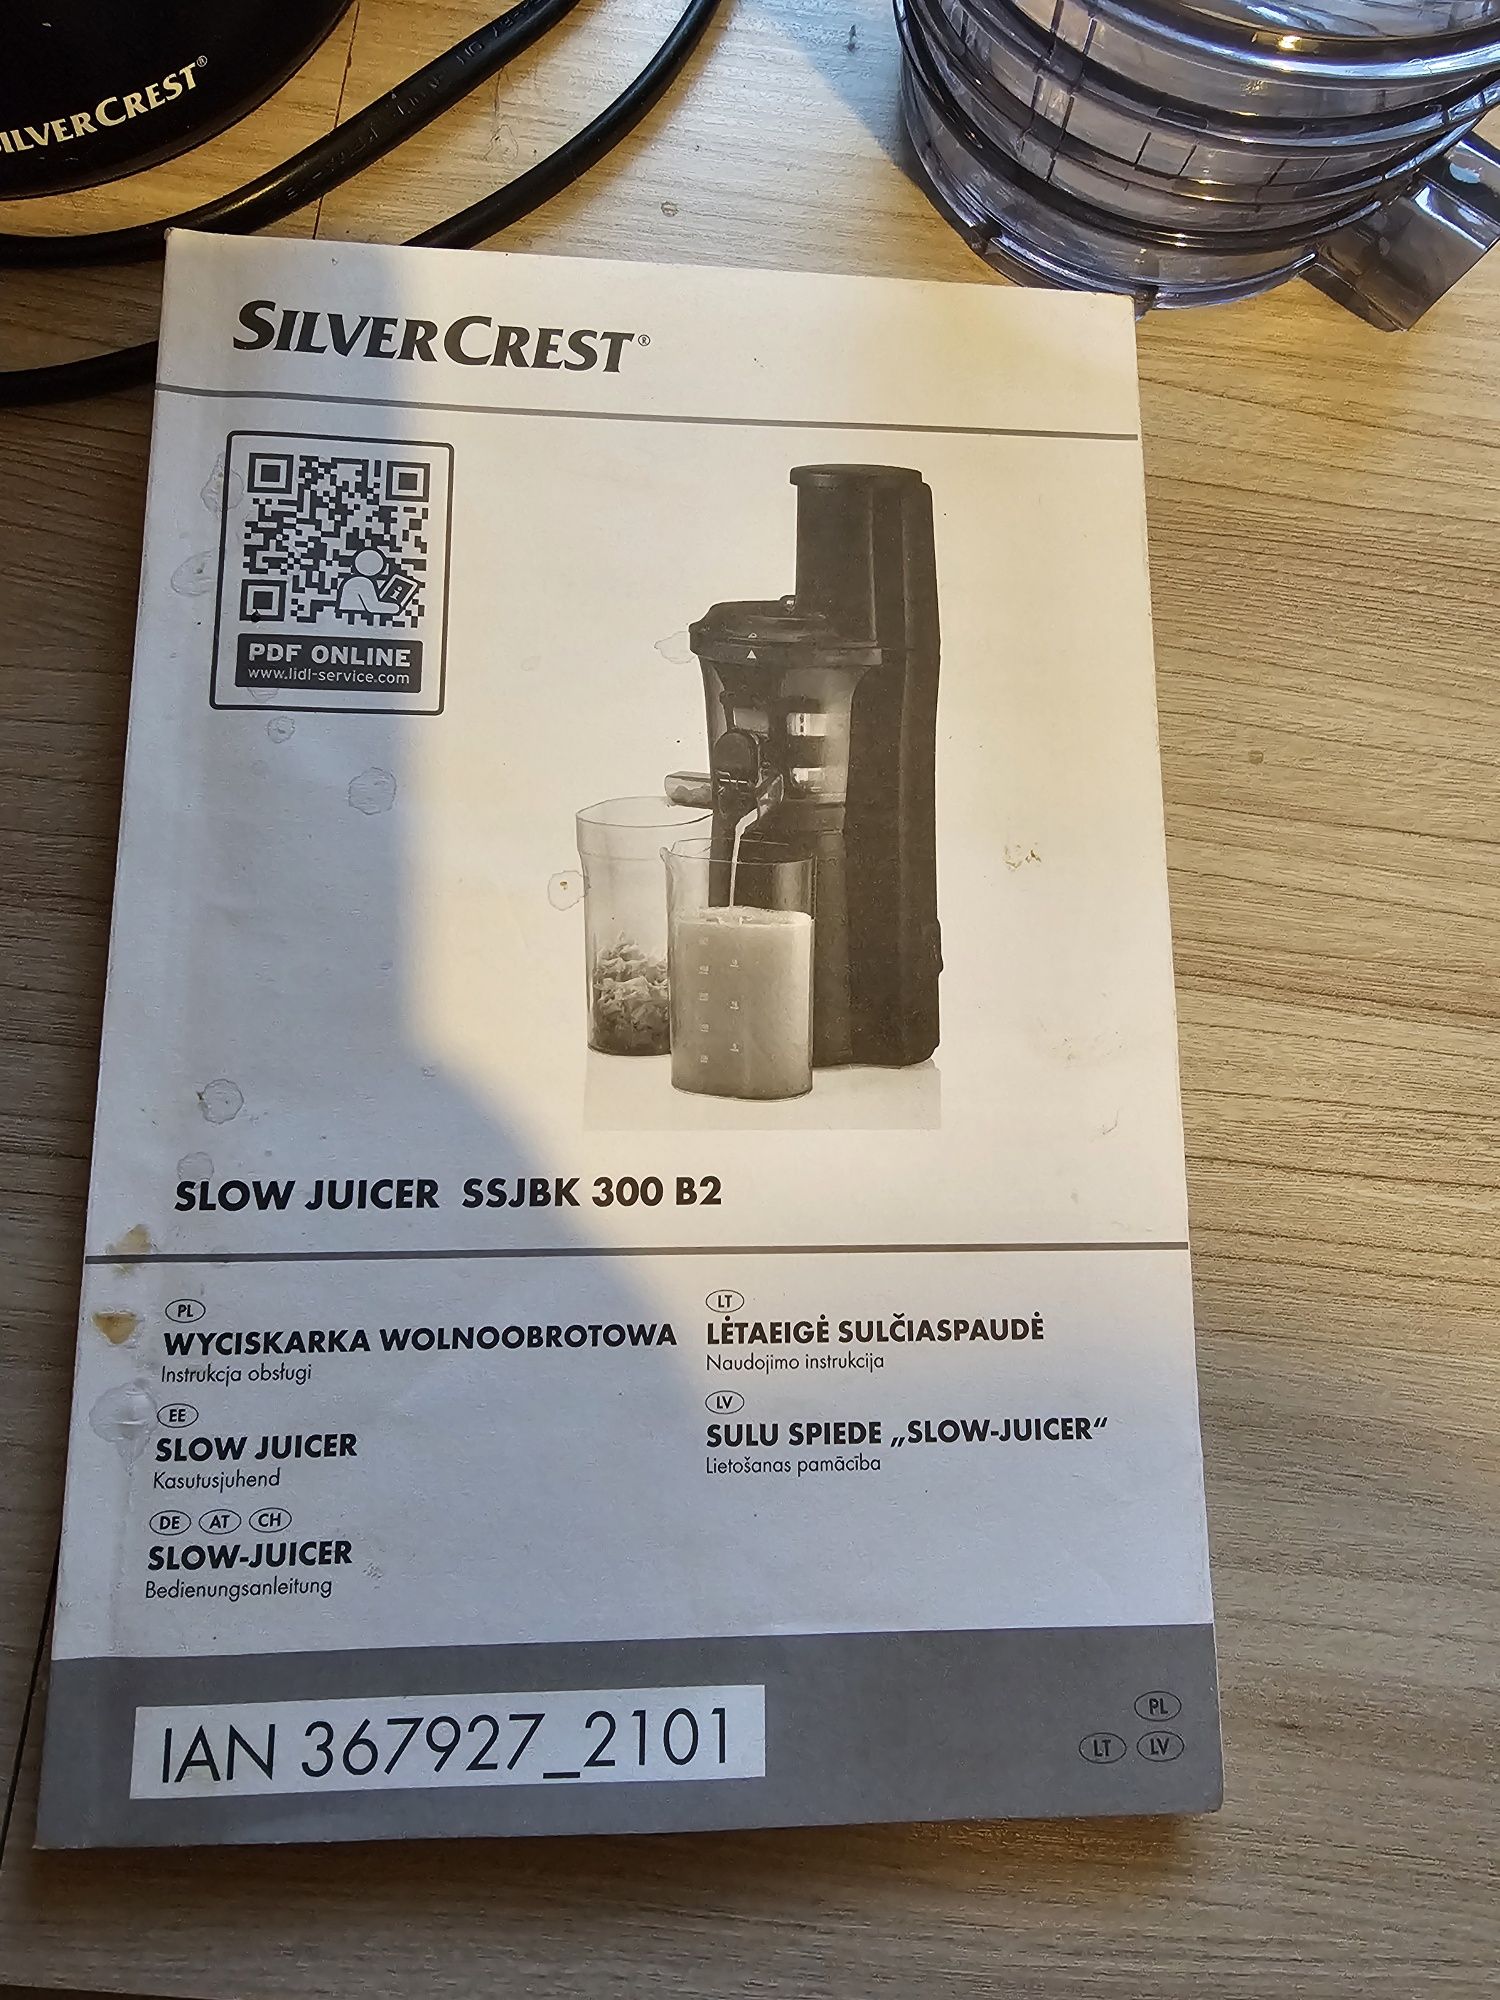 SILVERCREST®
SILVERCREST®
PDF ONLINE
www.lidl-service.com
SLOW JUICER SSJBK 300 B2
PL
WYCISKARKA WOLNOOBROTOWA
Instrukcja obsługi
EE
SLOW JUICER
Kasutusjuhend
DE AT CH
SLOW-JUICER
Bedienungsanleitung
LT
LĖTAEIGĖ SULČIASPAUDĖ
Naudojimo instrukcija
LV
SULU SPIEDE „SLOW-JUICER“
Lietošanas pamācība
IAN 367927_2101
PL
LT LV